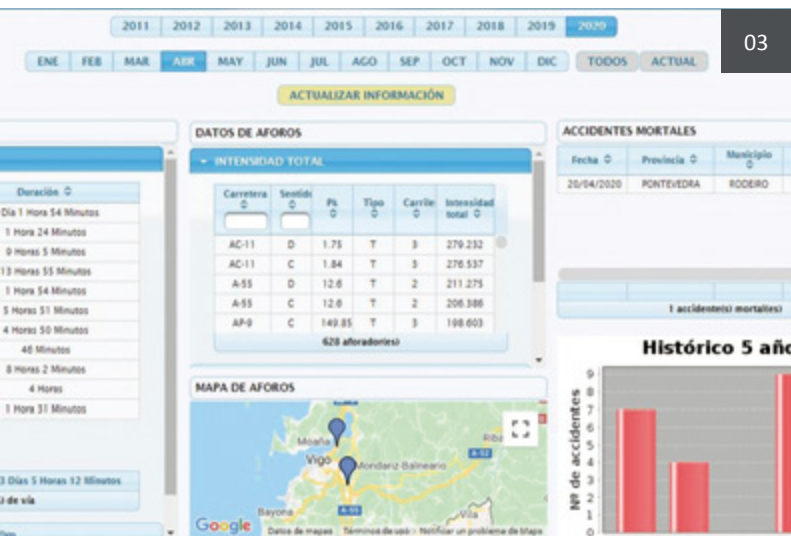 2011 2012 2013 2014 2015 2016 2017 2018 2019 2020
03
ENE FEB MAR ABR MAY JUN JUL AGO SEP OCT NOV DIC TODOS ACTUAL
ACTUALIZAR INFORMACIÓN
Duración
Día 1 Hora 54 Minutos
1 Hora 24 Minutos
9 Horas 5 Minutos
13 Horas 55 Minutos
1 Hora 54 Minutos
5 Horas 51 Minutos
4 Horas 50 Minutos
46 Minutos
8 Horas 2 Minutos
4 Horas
1 Hora 31 Minutos
3 Días 5 Horas 12 Minutos
de vía
DATOS DE AFOROS
INTENSIDAD TOTAL
Carretera Sentido Pk Tipo Carrile Intensidad total
AC-11 D 1.75 T 3 279.232
AC-11 C 1.84 T 3 276.537
A-55 D 12.6 T 2 211.275
A-55 C 12.6 T 2 206.386
AP-9 C 149.85 T 3 198.603
628 aforador(es)
MAPA DE AFOROS
Moaña
Vigo
Mondariz-Balneario
A-52
A-55
Bayona
Vila
Google
Datos de mapas Términos de uso Notificar un problema de Maps
ACCIDENTES MORTALES
Fecha Provincia Municipio
20/04/2020 PONTEVEDRA RODEIRO
1 accidente(s) mortal(es)
Histórico 5 año
Nº de accidentes
9
8
7
6
5
4
3
2
1
0